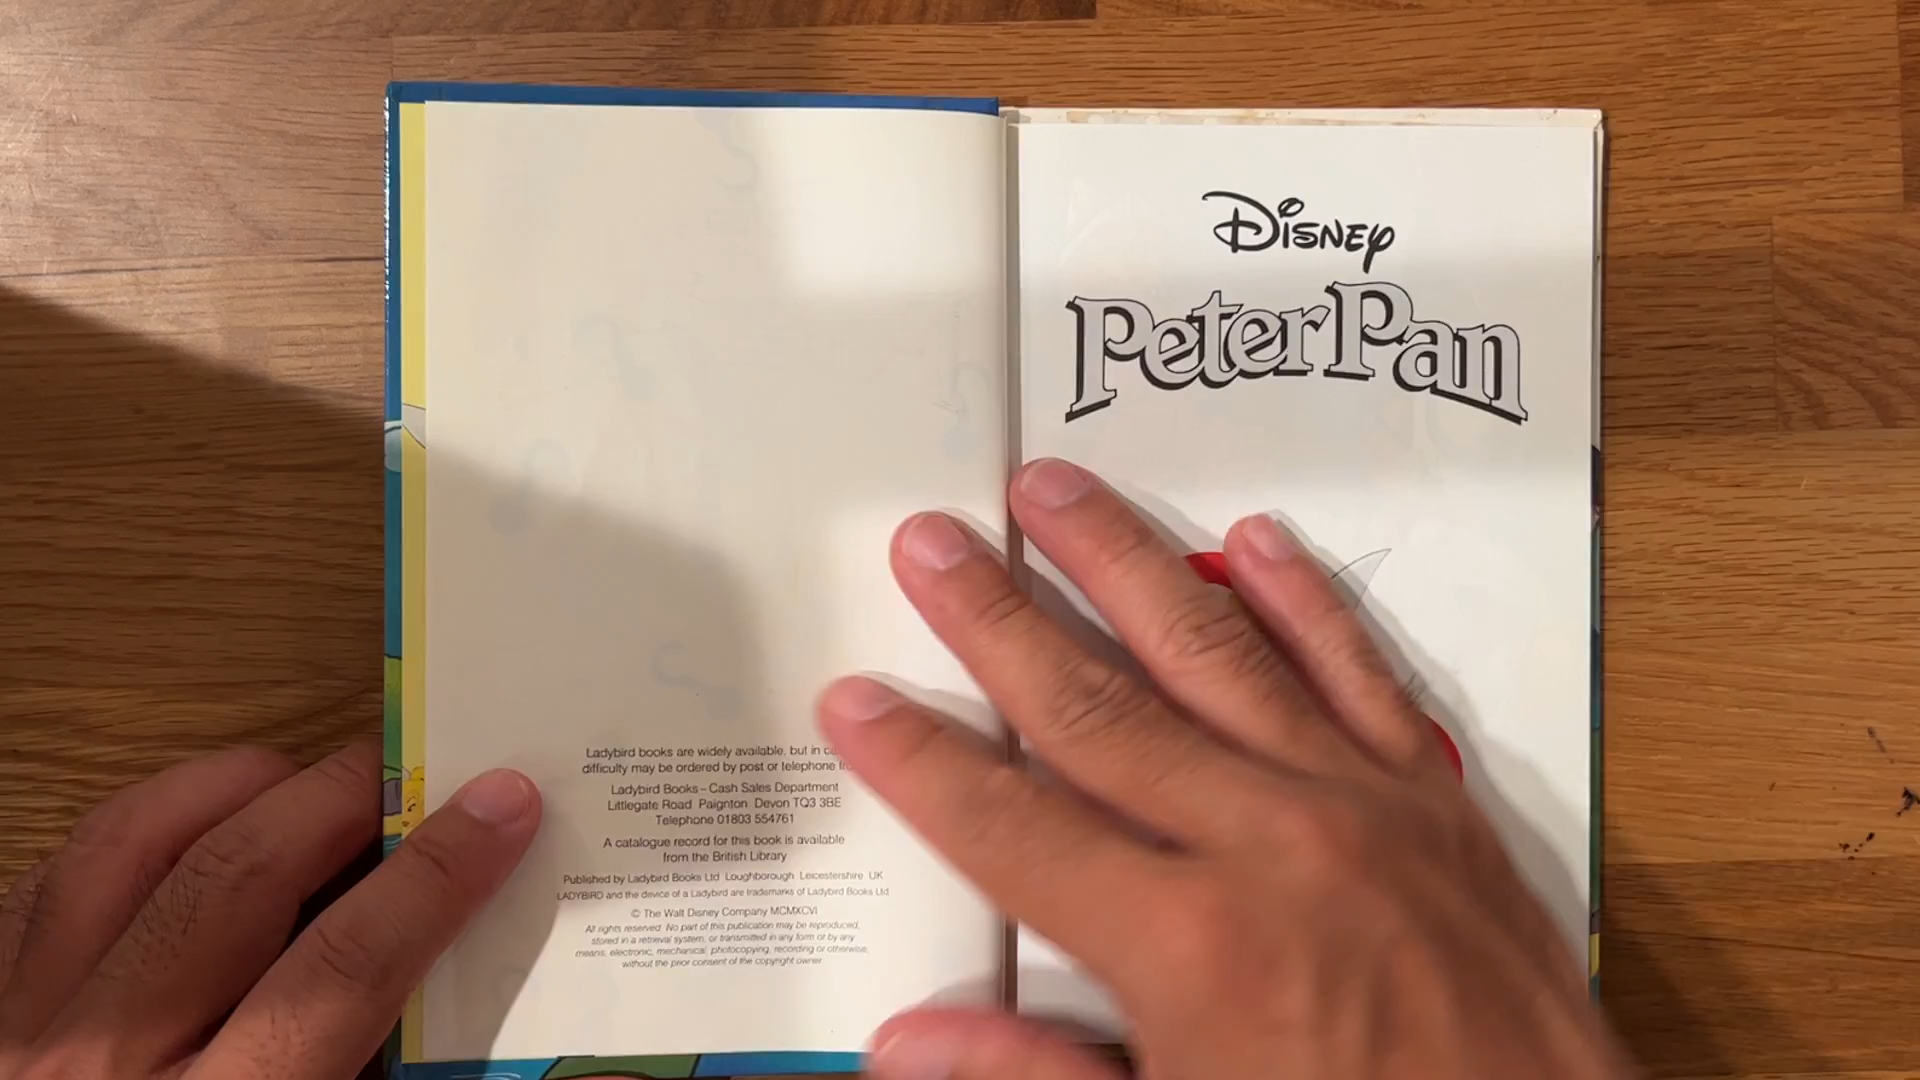 Ladybird books are widely available, but in
difficulty may be ordered by post or telephone
Ladybird Books – Cash Sales Department
Littlegate Road Paignton Devon TQ3 3BE
Telephone 01803 554761
A catalogue record for this book is available
from the British Library
Published by Ladybird Books Ltd Loughborough Leicestershire UK
LADYBIRD and the device of a Ladybird are trademarks of Ladybird Books Ltd
© The Walt Disney Company MCMXCVI
All rights reserved. No part of this publication may be reproduced,
stored in a retrieval system, or transmitted in any form or by any
means, electronic, mechanical, photocopying, recording or otherwise,
without the prior consent of the copyright owner
Disney
Peter Pan